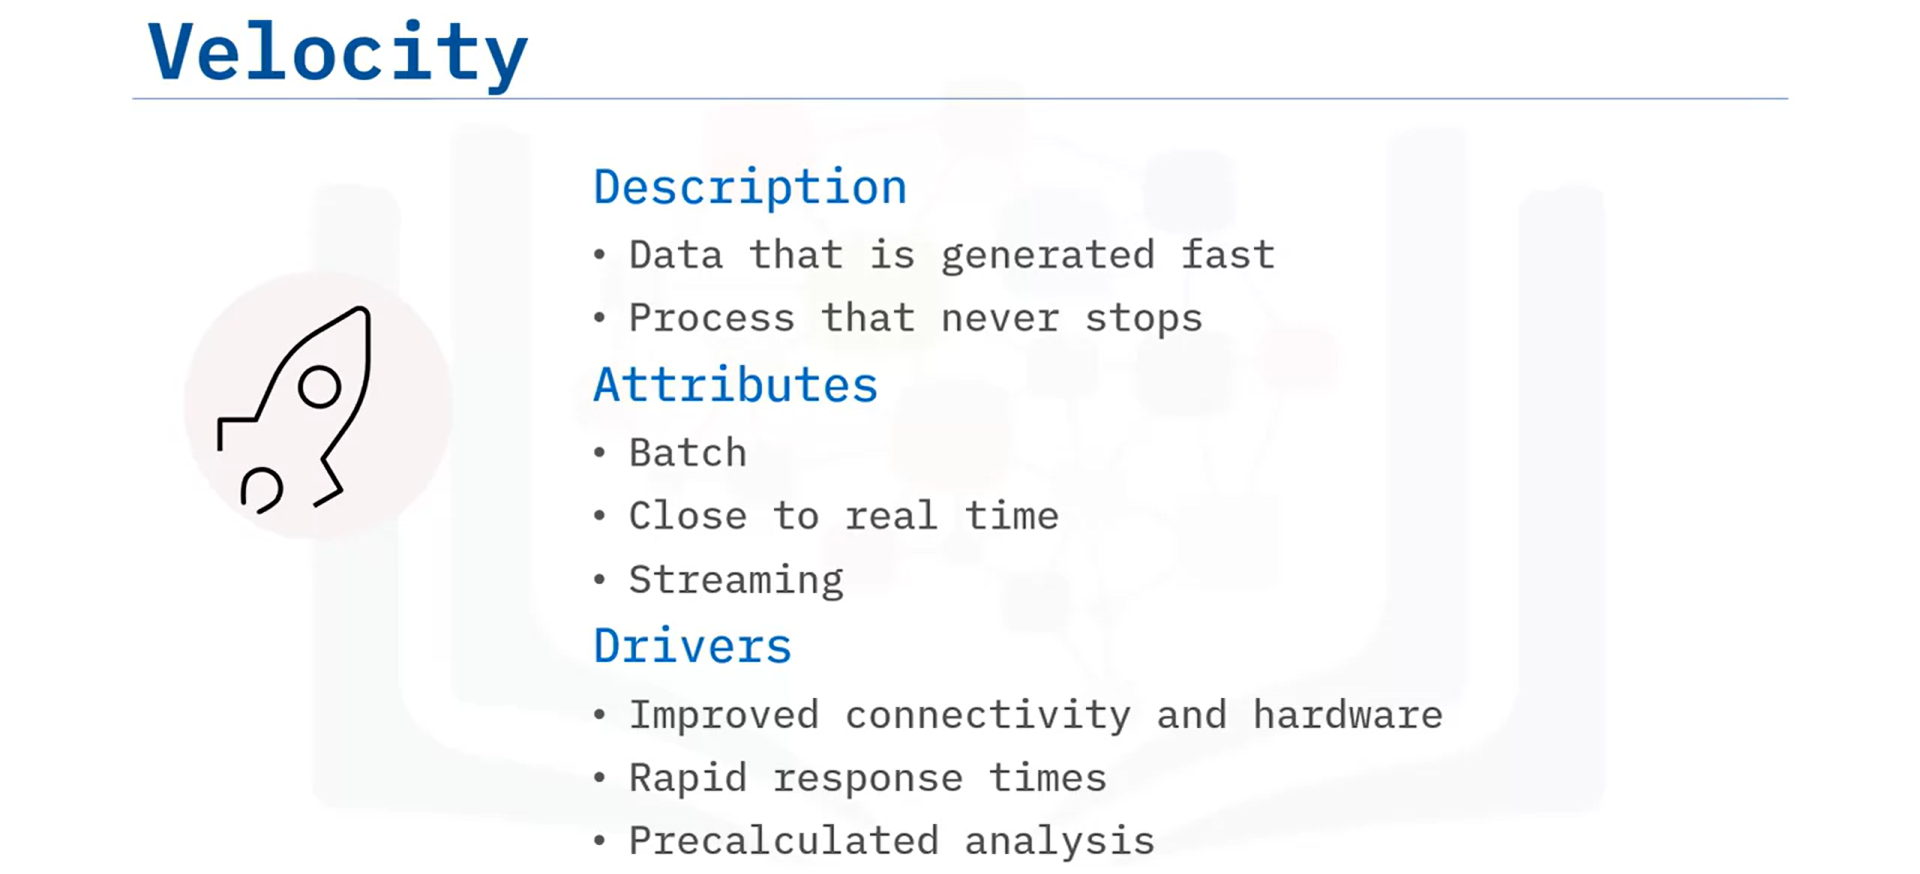 Velocity
Description
• Data that is generated fast
• Process that never stops
Attributes
• Batch
• Close to real time
• Streaming
Drivers
• Improved connectivity and hardware
• Rapid response times
• Precalculated analysis